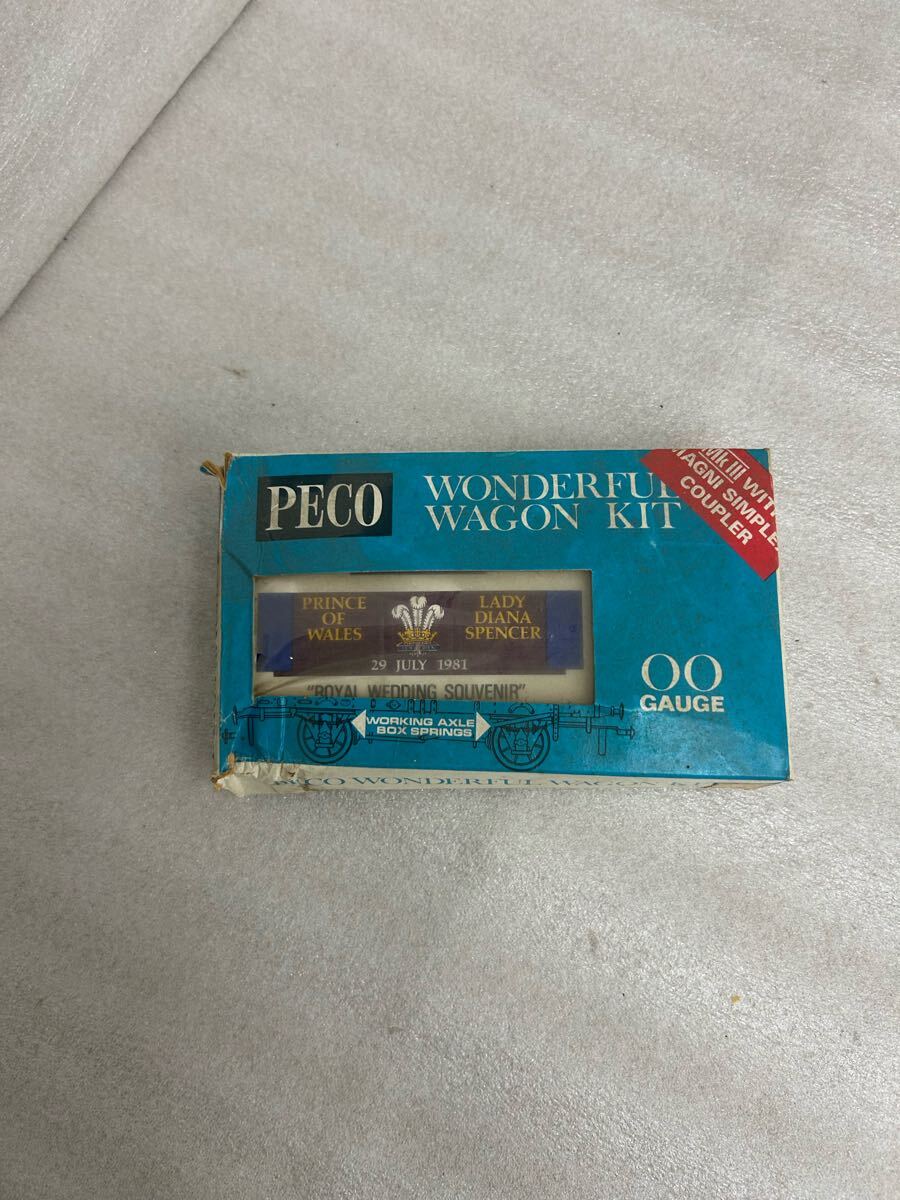 PECO
WONDERFUL
WAGON KIT
Mk III WITH
MAGNI SIMPLEX
COUPLER
PRINCE
OF
WALES
LADY
DIANA
SPENCER
29 JULY 1981
"ROYAL WEDDING SOUVENIR"
OO
GAUGE
WORKING AXLE
BOX SPRINGS
PECO WONDERFUL WAGON